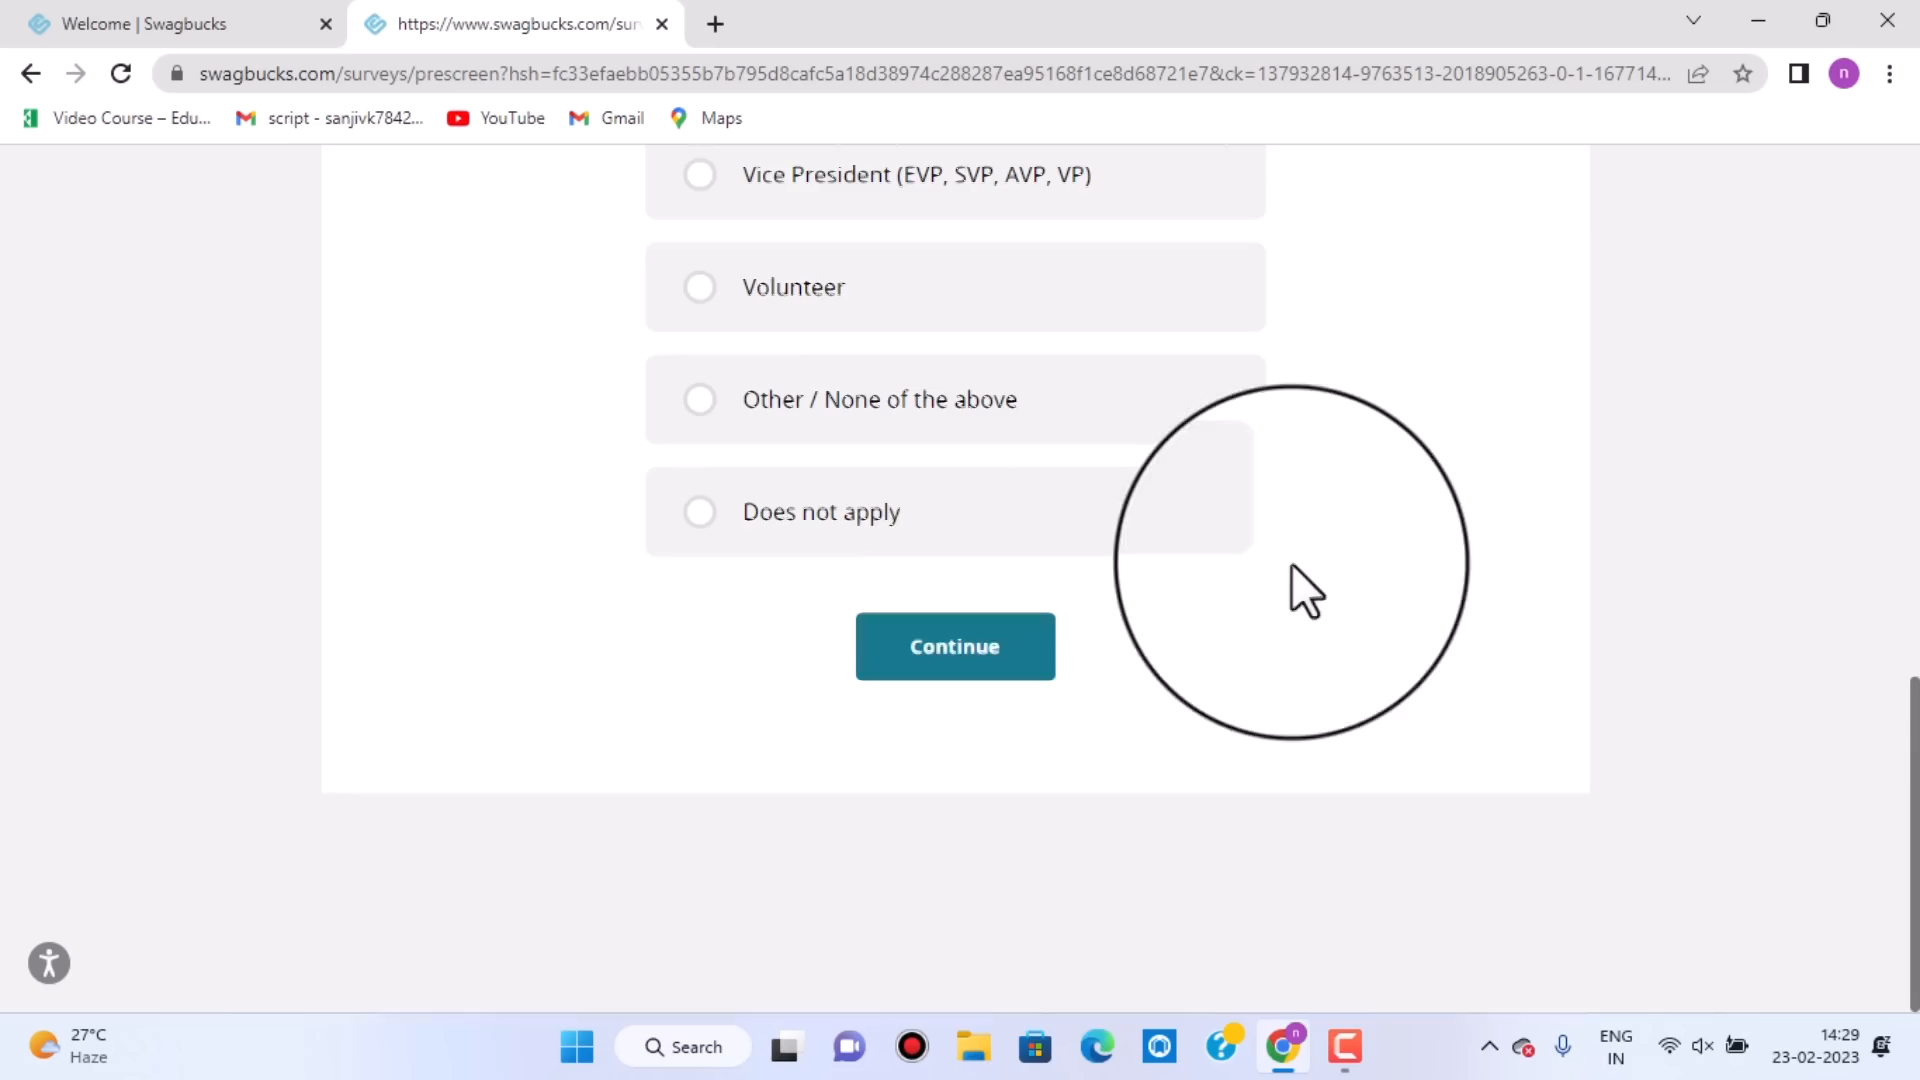 Welcome | Swagbucks
https://www.swagbucks.com/sur
swagbucks.com/surveys/prescreen?hsh=fc33efaebb05355b7b795d8cafc5a18d38974c288287ea95168f1ce8d68721e7&ck=137932814-9763513-2018905263-0-1-167714...
n
Video Course – Edu...
script - sanjivk7842...
YouTube
Gmail
Maps
Vice President (EVP, SVP, AVP, VP)
Volunteer
Other / None of the above
Does not apply
Continue
27°C
Haze
Search
n
ENG
IN
14:29
23-02-2023